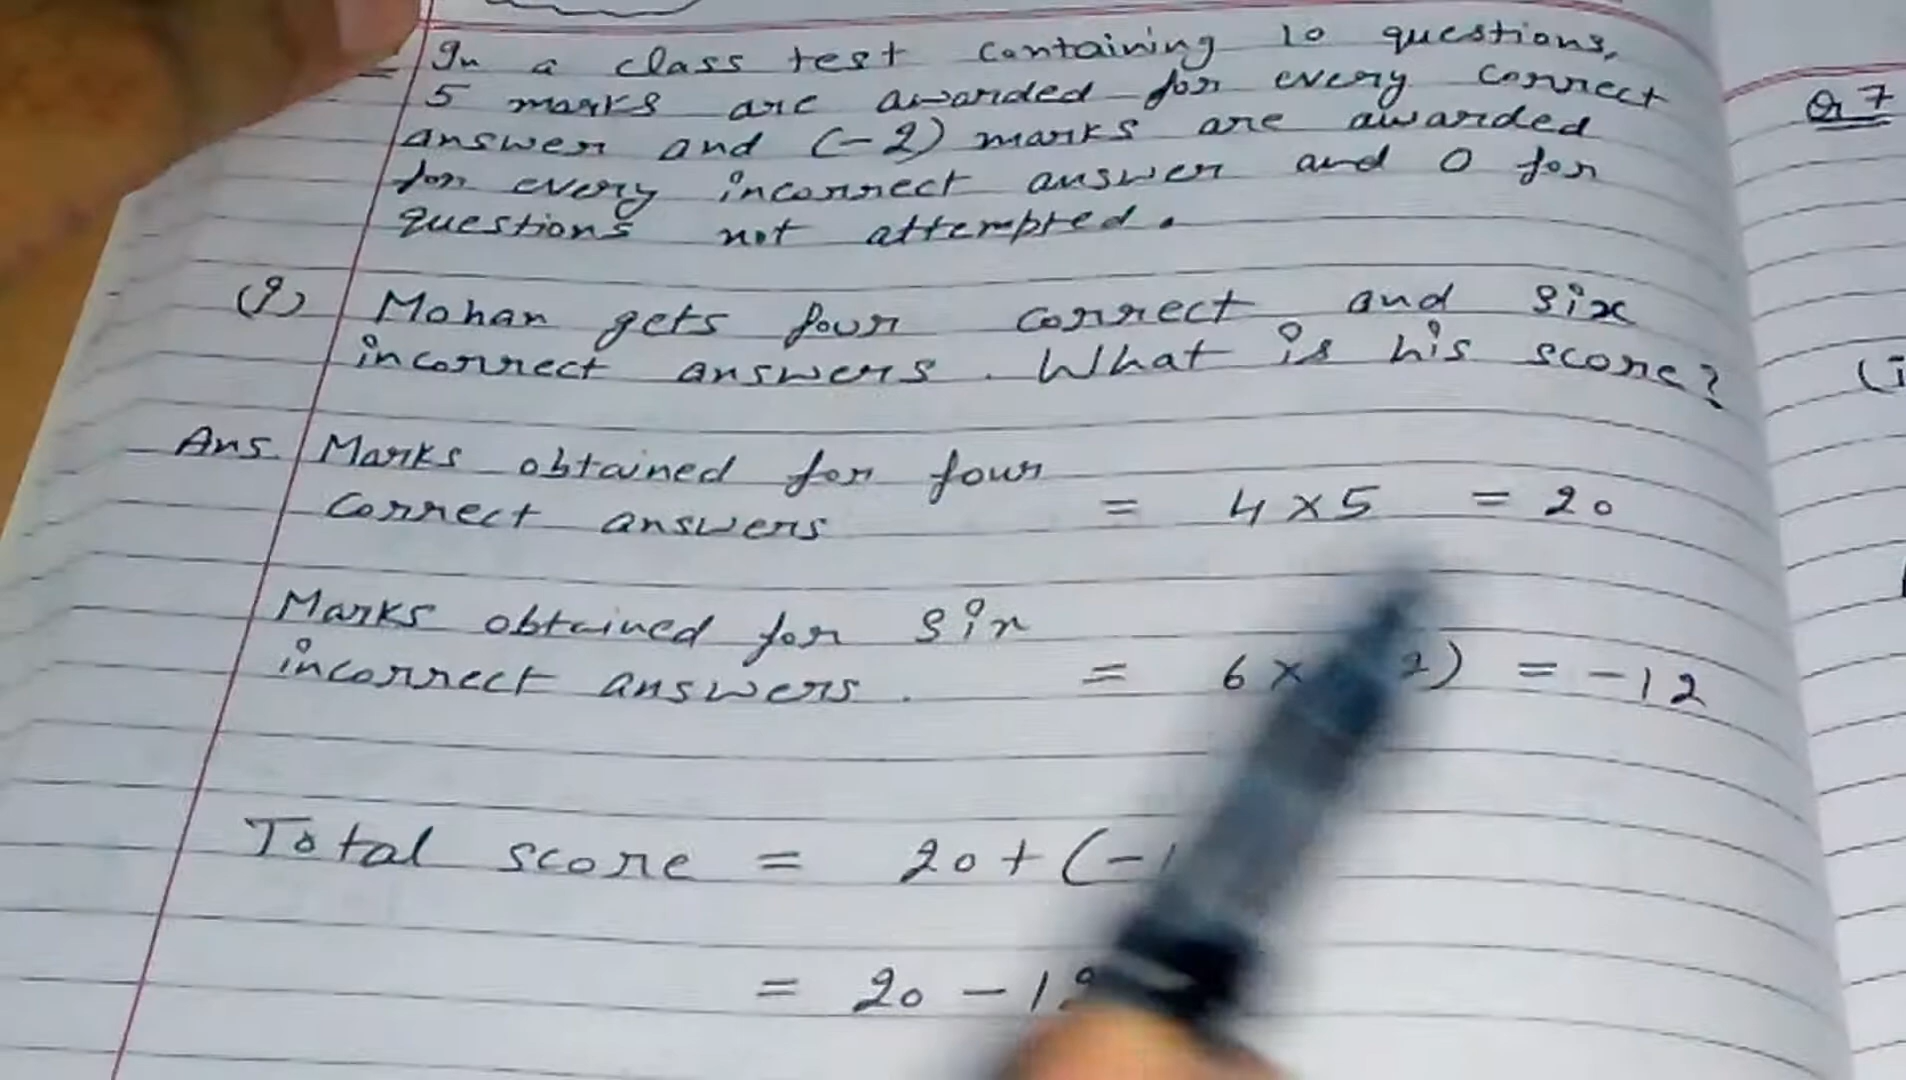 In a class test containing 10 questions,
5 marks are awarded for every correct
answer and (-2) marks are awarded
for every incorrect answer and 0 for
questions not attempted.
(i) Mohan gets four correct and six
incorrect answers. What is his score?
Ans. Marks obtained for four
correct answers = 4 × 5 = 20
Marks obtained for six
incorrect answers. = 6 × 2) = -12
Total score = 20 + (-1
= 20 - 12
Q7
(i